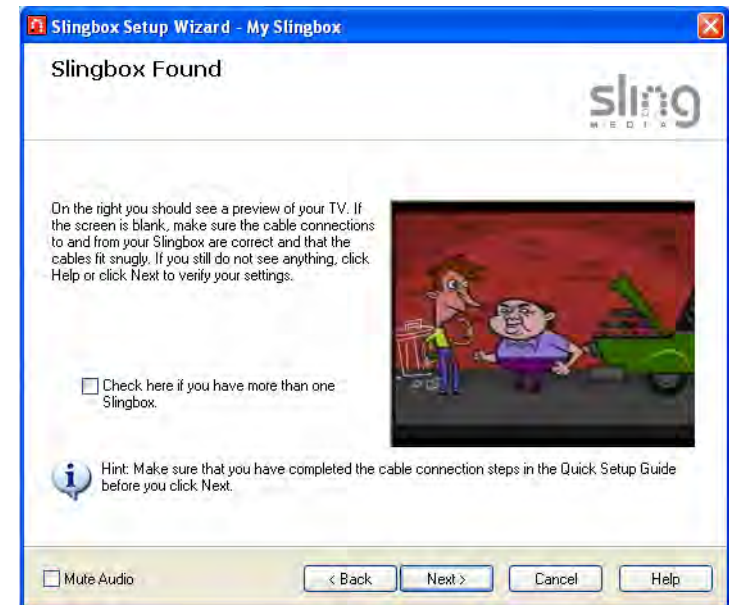 Slingbox Setup Wizard - My Slingbox
Slingbox Found
sling
MEDIA
On the right you should see a preview of your TV. If
the screen is blank, make sure the cable connections
to and from your Slingbox are correct and that the
cables fit snugly. If you still do not see anything, click
Help or click Next to verify your settings.
Check here if you have more than one
Slingbox.
Hint: Make sure that you have completed the cable connection steps in the Quick Setup Guide
before you click Next.
Mute Audio
< Back
Next >
Cancel
Help